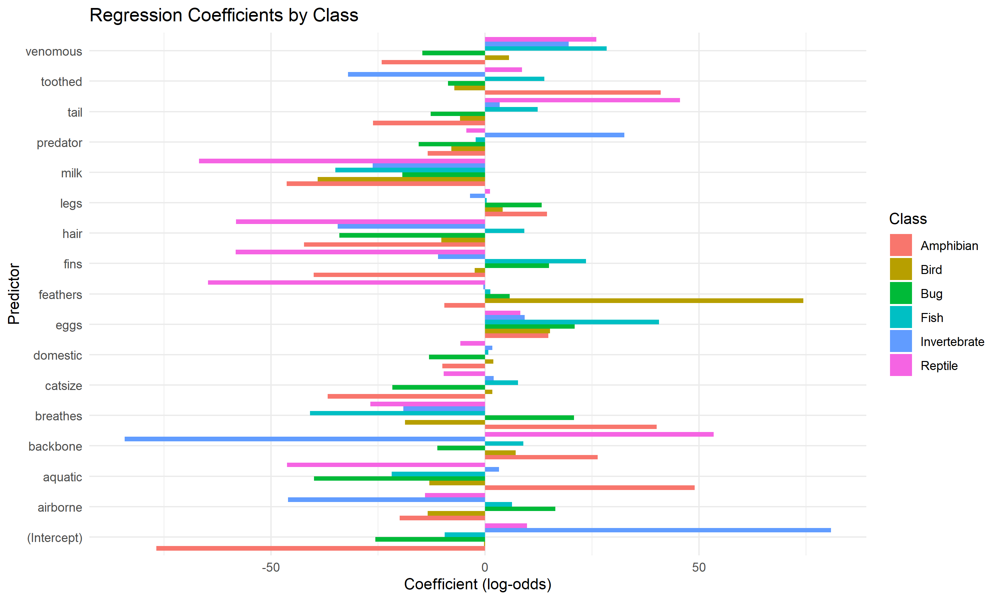 Regression Coefficients by Class
venomous
toothed
tail
predator
milk
legs
hair
fins
feathers
eggs
domestic
catsize
breathes
backbone
aquatic
airborne
(Intercept)
Predictor
-50
0
50
Coefficient (log-odds)
Class
Amphibian
Bird
Bug
Fish
Invertebrate
Reptile